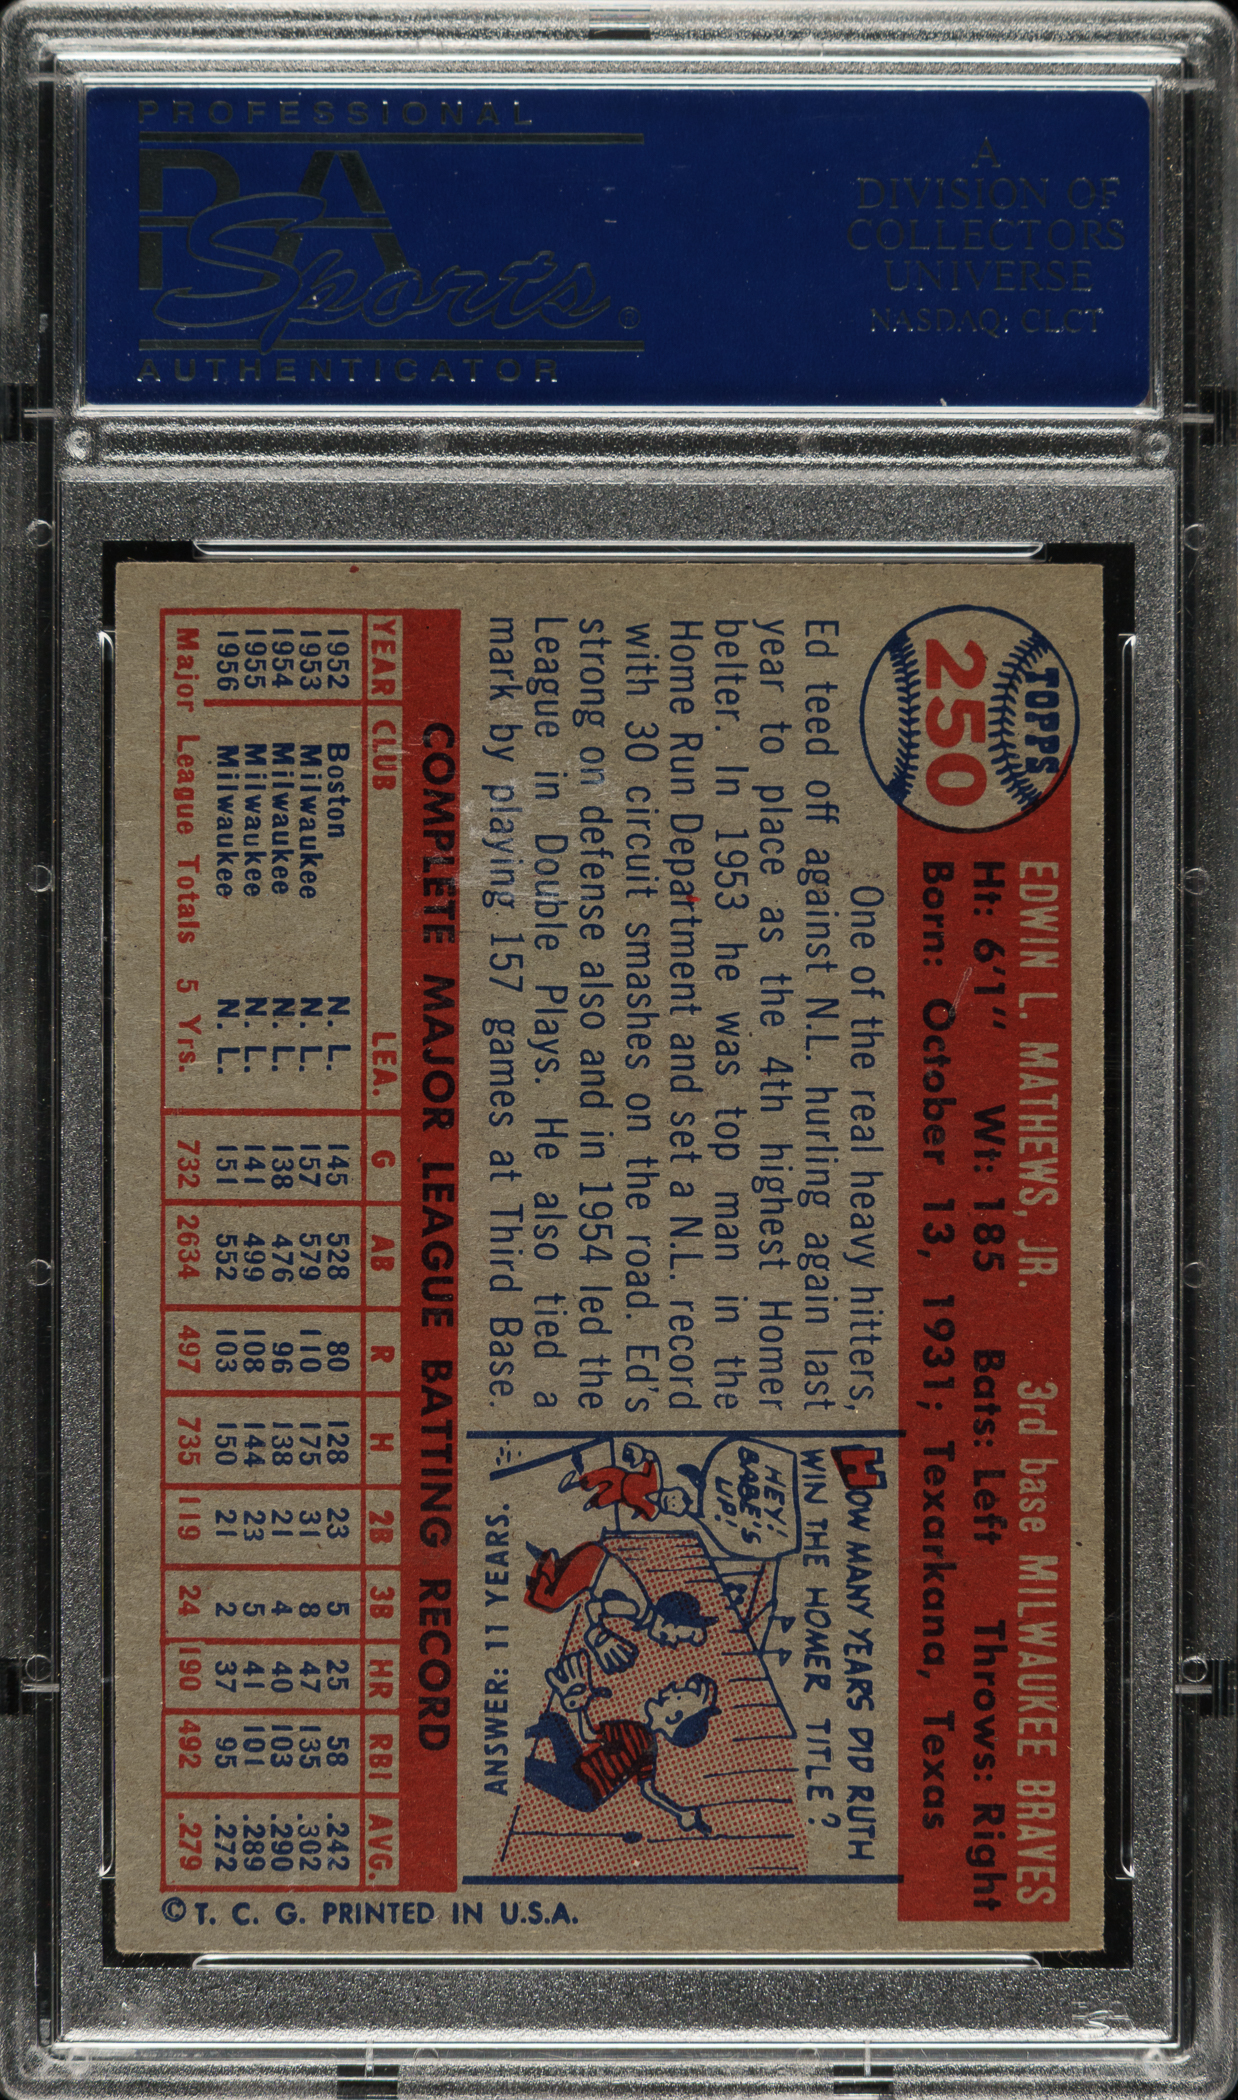 PROFESSIONAL
PSA
Sports®
AUTHENTICATOR
A
DIVISION OF
COLLECTORS
UNIVERSE
NASDAQ: CLCT
TOPPS
250
EDWIN L. MATHEWS, JR. 3rd base MILWAUKEE BRAVES
Ht: 6'1" Wt: 185 Bats: Left Throws: Right
Born: October 13, 1931; Texarkana, Texas
One of the real heavy hitters,
Ed teed off against N.L. hurling again last
year to place as the 4th highest Homer
belter. In 1953 he was top man in the
Home Run Department and set a N.L. record
with 30 circuit smashes on the road. Ed's
strong on defense also and in 1954 led the
League in Double Plays. He also tied a
mark by playing 157 games at Third Base.
HOW MANY YEARS DID RUTH
WIN THE HOMER TITLE?
HEY!
BABE'S
UP!
ANSWER: 11 YEARS.
COMPLETE MAJOR LEAGUE BATTING RECORD
YEAR CLUB LEA. G AB R H 2B 3B HR RBI AVG.
1952 Boston N. L. 145 528 80 128 23 5 25 58 .242
1953 Milwaukee N. L. 157 579 110 175 31 8 47 135 .302
1954 Milwaukee N. L. 138 476 96 138 21 4 40 103 .290
1955 Milwaukee N. L. 141 499 108 144 23 5 41 101 .289
1956 Milwaukee N. L. 151 552 103 150 21 2 37 95 .272
Major League Totals 5 Yrs. 732 2634 497 735 119 24 190 492 .279
© T. C. G. PRINTED IN U.S.A.